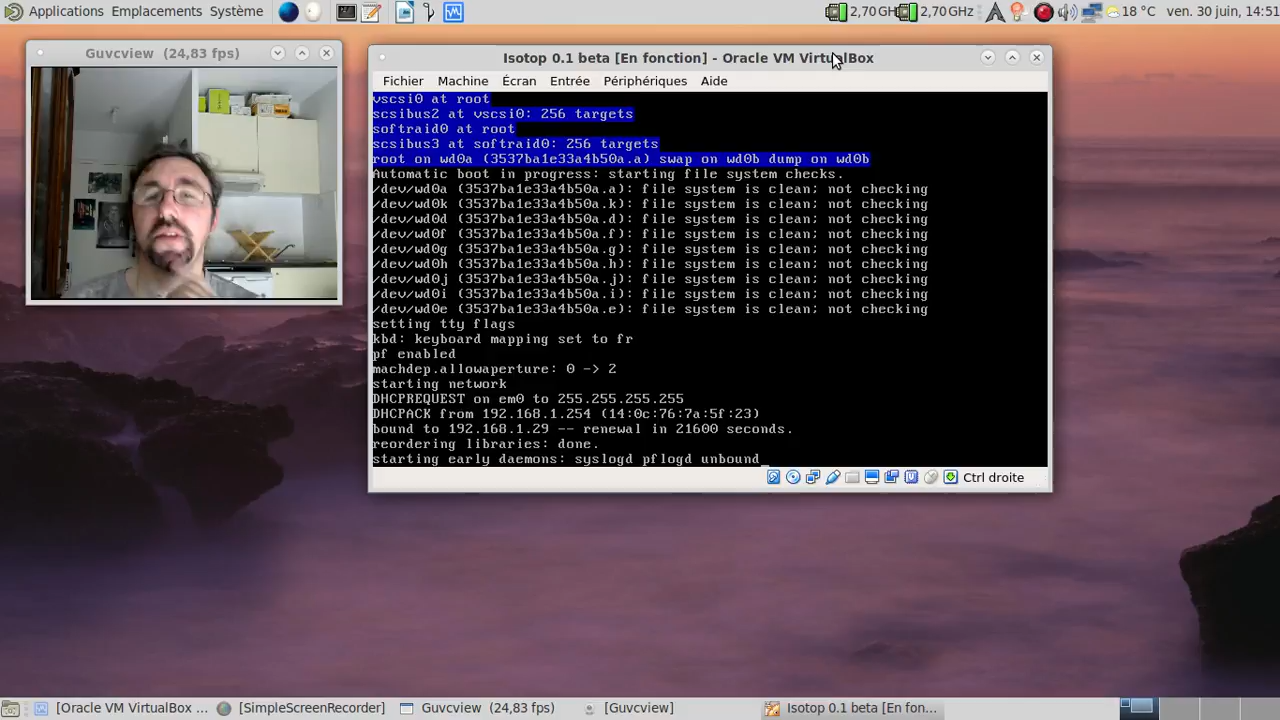 Applications Emplacements Système
2,70 GHz 2,70 GHz
18 °C ven. 30 juin, 14:51
Guvcview (24,83 fps)
Isotop 0.1 beta [En fonction] - Oracle VM VirtualBox
Fichier Machine Écran Entrée Périphériques Aide
vscsi0 at root
scsibus2 at vscsi0: 256 targets
softraid0 at root
scsibus3 at softraid0: 256 targets
root on wd0a (3537ba1e33a4b50a.a) swap on wd0b dump on wd0b
Automatic boot in progress: starting file system checks.
/dev/wd0a (3537ba1e33a4b50a.a): file system is clean; not checking
/dev/wd0k (3537ba1e33a4b50a.k): file system is clean; not checking
/dev/wd0d (3537ba1e33a4b50a.d): file system is clean; not checking
/dev/wd0f (3537ba1e33a4b50a.f): file system is clean; not checking
/dev/wd0g (3537ba1e33a4b50a.g): file system is clean; not checking
/dev/wd0h (3537ba1e33a4b50a.h): file system is clean; not checking
/dev/wd0j (3537ba1e33a4b50a.j): file system is clean; not checking
/dev/wd0i (3537ba1e33a4b50a.i): file system is clean; not checking
/dev/wd0e (3537ba1e33a4b50a.e): file system is clean; not checking
setting tty flags
kbd: keyboard mapping set to fr
pf enabled
machdep.allowaperture: 0 -> 2
starting network
DHCPREQUEST on em0 to 255.255.255.255
DHCPACK from 192.168.1.254 (14:0c:76:7a:5f:23)
bound to 192.168.1.29 -- renewal in 21600 seconds.
reordering libraries: done.
starting early daemons: syslogd pflogd unbound_
Ctrl droite
[Oracle VM VirtualBox ... [SimpleScreenRecorder] Guvcview (24,83 fps) [Guvcview] Isotop 0.1 beta [En fon...